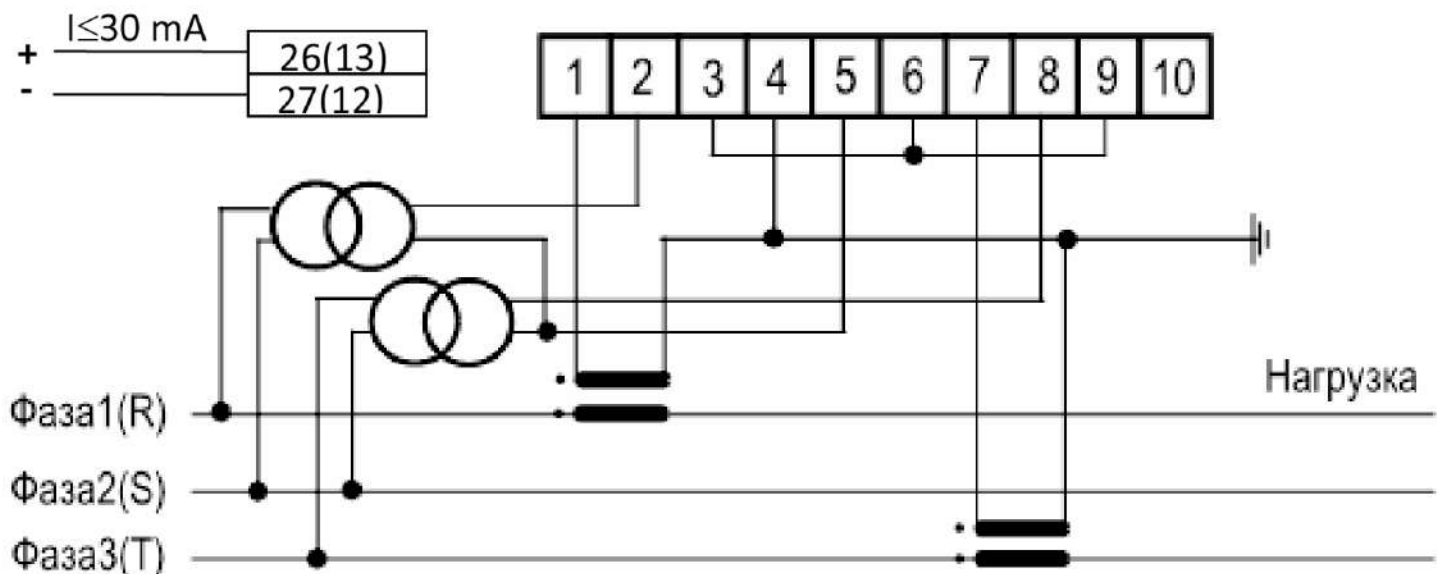 I≤30 mA
+ 26(13)
- 27(12)
1 2 3 4 5 6 7 8 9 10
Нагрузка
Фаза1(R)
Фаза2(S)
Фаза3(T)